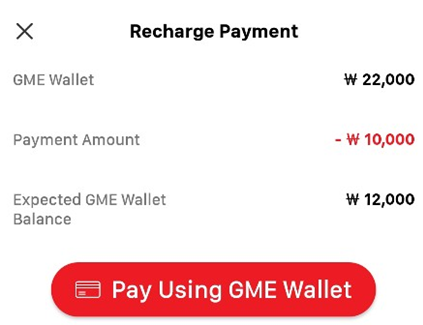 Recharge Payment
GME Wallet ₩ 22,000
Payment Amount - ₩ 10,000
Expected GME Wallet ₩ 12,000
Balance
Pay Using GME Wallet